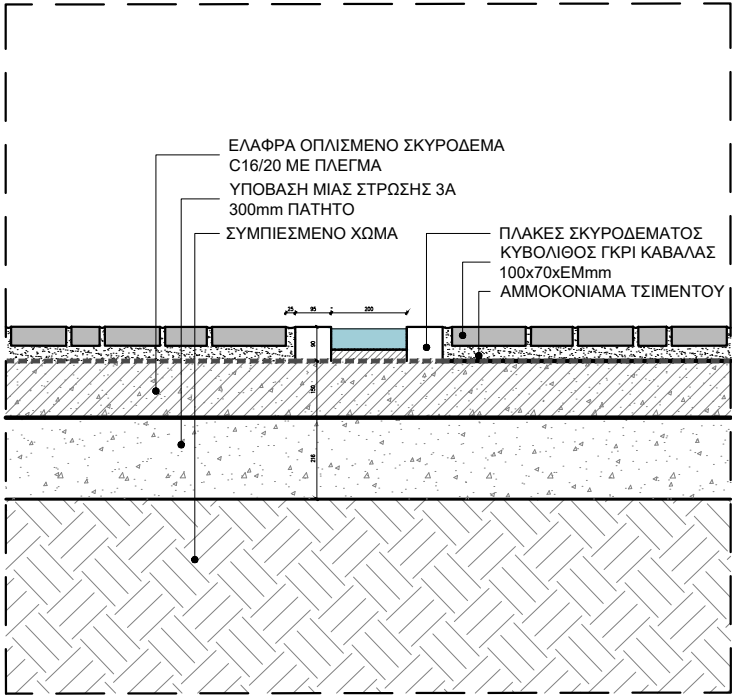 ΕΛΑΦΡΑ ΟΠΛΙΣΜΕΝΟ ΣΚΥΡΟΔΕΜΑ
C16/20 ΜΕ ΠΛΕΓΜΑ
ΥΠΟΒΑΣΗ ΜΙΑΣ ΣΤΡΩΣΗΣ 3Α
300mm ΠΑΤΗΤΟ
ΣΥΜΠΙΕΣΜΕΝΟ ΧΩΜΑ
ΠΛΑΚΕΣ ΣΚΥΡΟΔΕΜΑΤΟΣ
ΚΥΒΟΛΙΘΟΣ ΓΚΡΙ ΚΑΒΑΛΑΣ
100x70xEMmm
ΑΜΜΟΚΟΝΙΑΜΑ ΤΣΙΜΕΝΤΟΥ
25 95 200
90
150
216